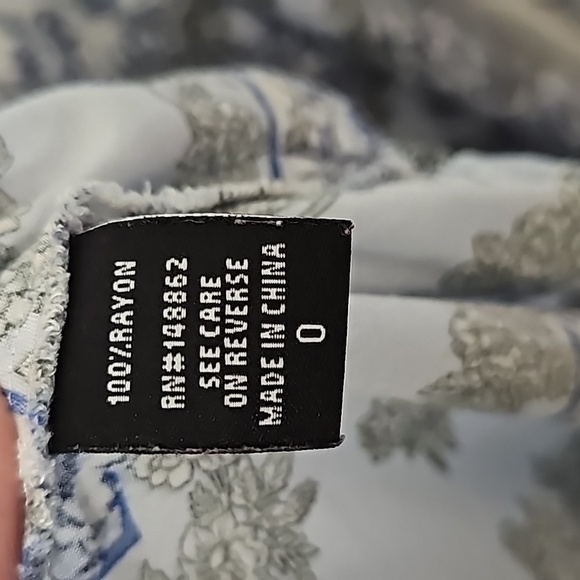 100% RAYON
RN#148862
SEE CARE
ON REVERSE
MADE IN CHINA
0